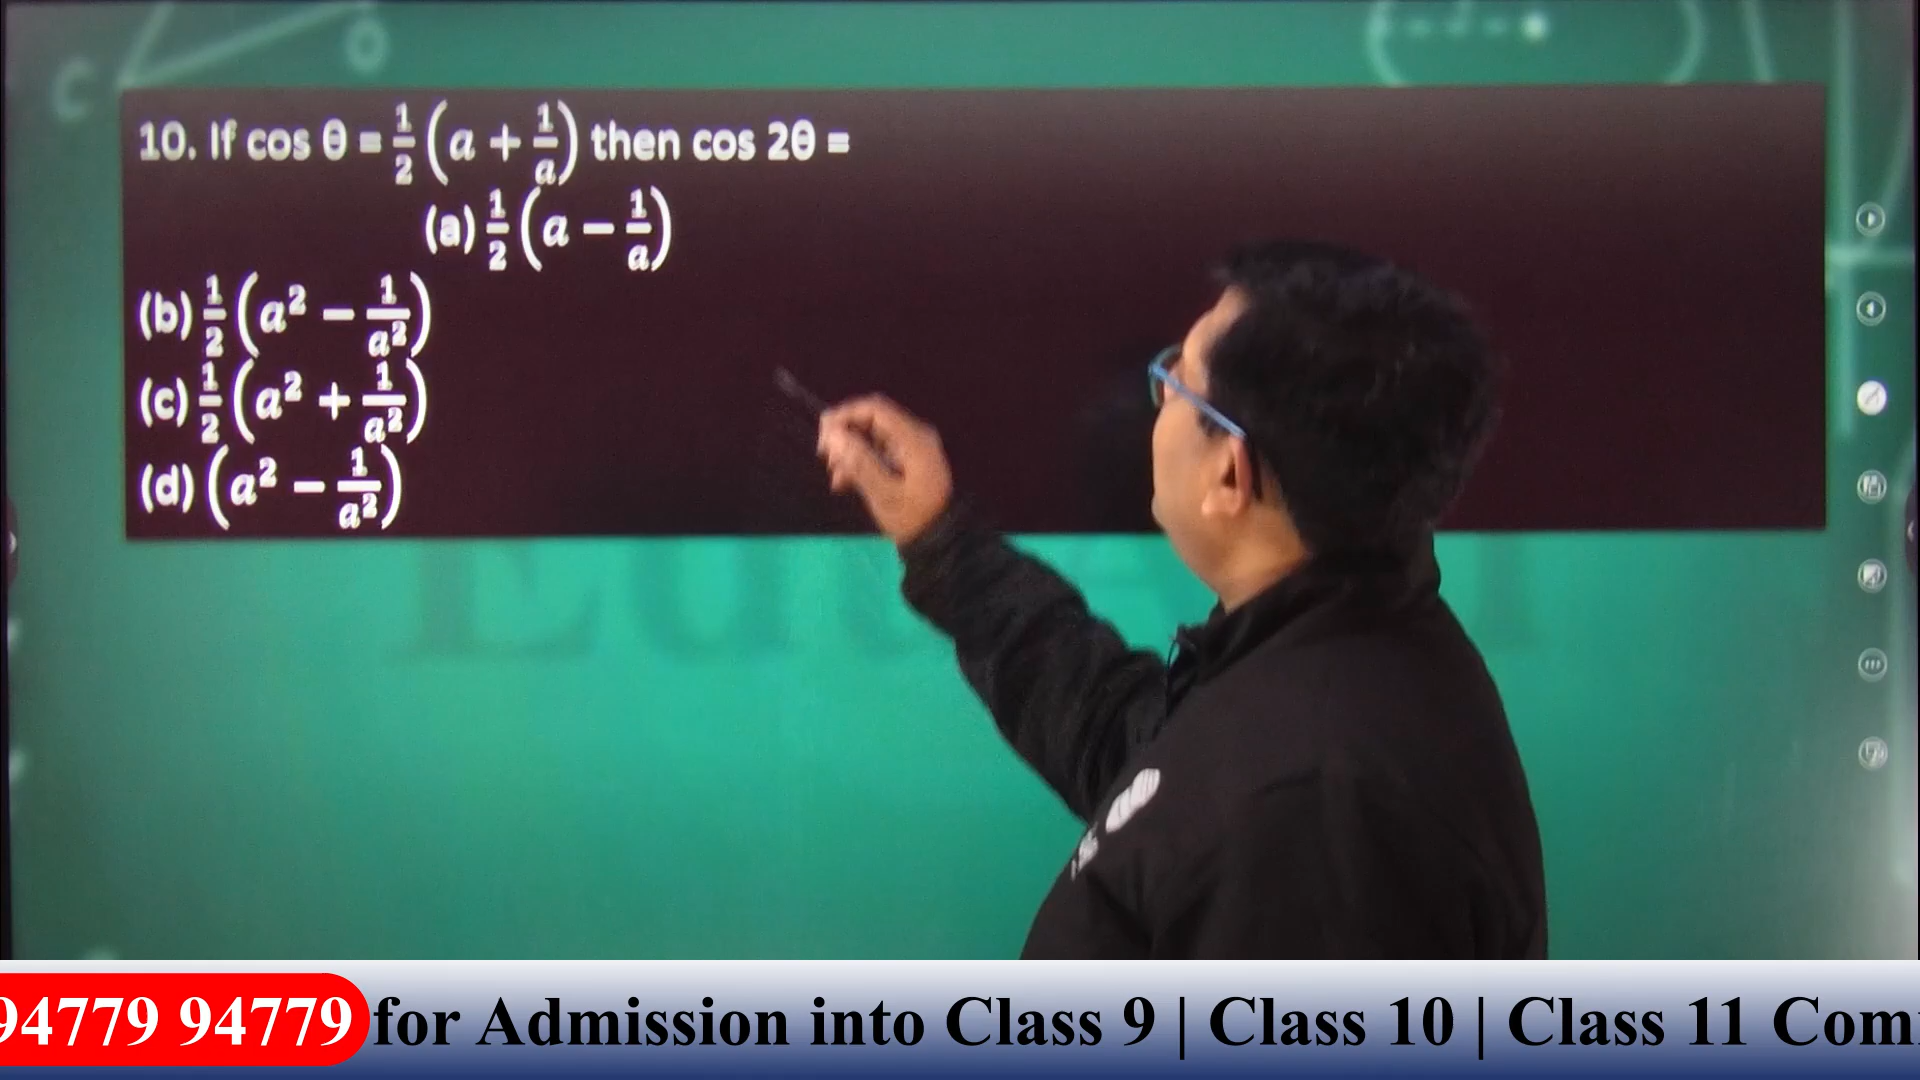 10. If cos θ = 1/2 (a + 1/a) then cos 2θ =
(a) 1/2 (a − 1/a)
(b) 1/2 (a² − 1/a²)
(c) 1/2 (a² + 1/a²)
(d) (a² − 1/a²)
94779 94779 for Admission into Class 9 | Class 10 | Class 11 Com